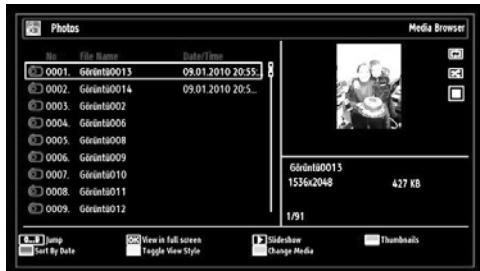 Photos
Media Browser
No File Name Date/Time
0001. Görüntü0013 09.01.2010 20:55:.
0002. Görüntü0014 09.01.2010 20:5...
0003. Görüntü002
0004. Görüntü006
0005. Görüntü008
0006. Görüntü009
0007. Görüntü010
0008. Görüntü011
0009. Görüntü012
Görüntü0013
1536x2048 427 KB
1/91
0...9 Jump OK View in full screen Slideshow Thumbnails
Sort By Date Toggle View Style Change Media